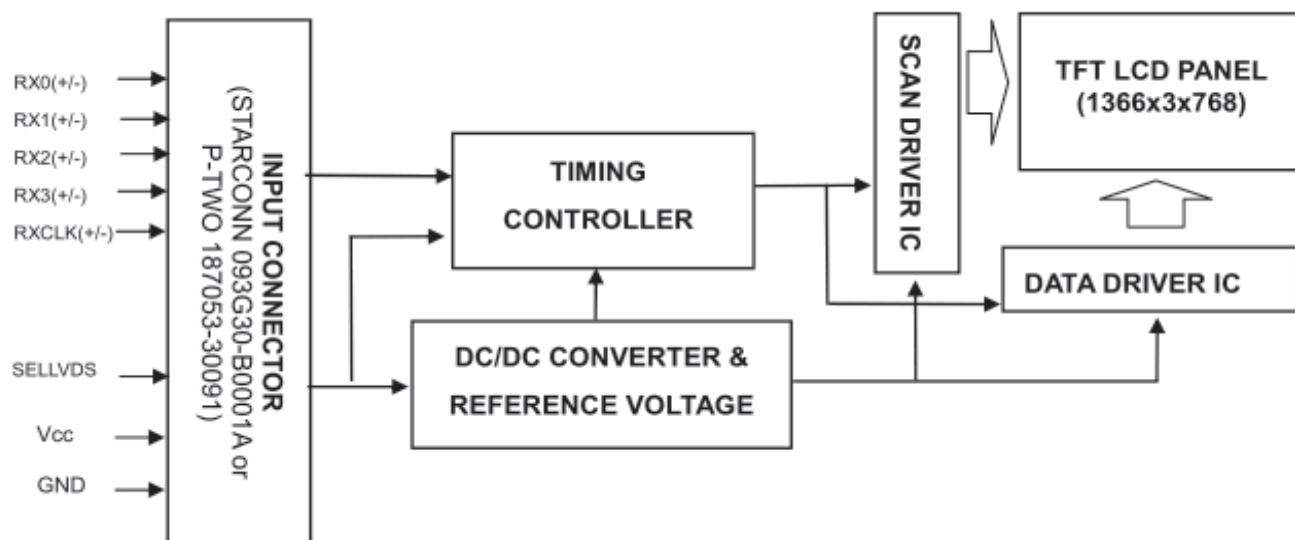 RX0(+/-)
RX1(+/-)
RX2(+/-)
RX3(+/-)
RXCLK(+/-)
SELLVDS
Vcc
GND
INPUT CONNECTOR
(STARCONN 093G30-B0001A or
P-TWO 187053-30091)
TIMING
CONTROLLER
DC/DC CONVERTER &
REFERENCE VOLTAGE
SCAN DRIVER IC
TFT LCD PANEL
(1366x3x768)
DATA DRIVER IC